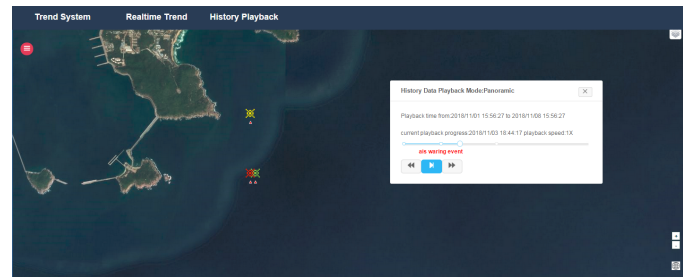 Trend System Realtime Trend History Playback
History Data Playback Mode:Panoramic
Playback time from:2018/11/01 15:56:27 to 2018/11/08 15:56:27
current playback progress:2018/11/03 18:44:17 playback speed:1X
ais waring event